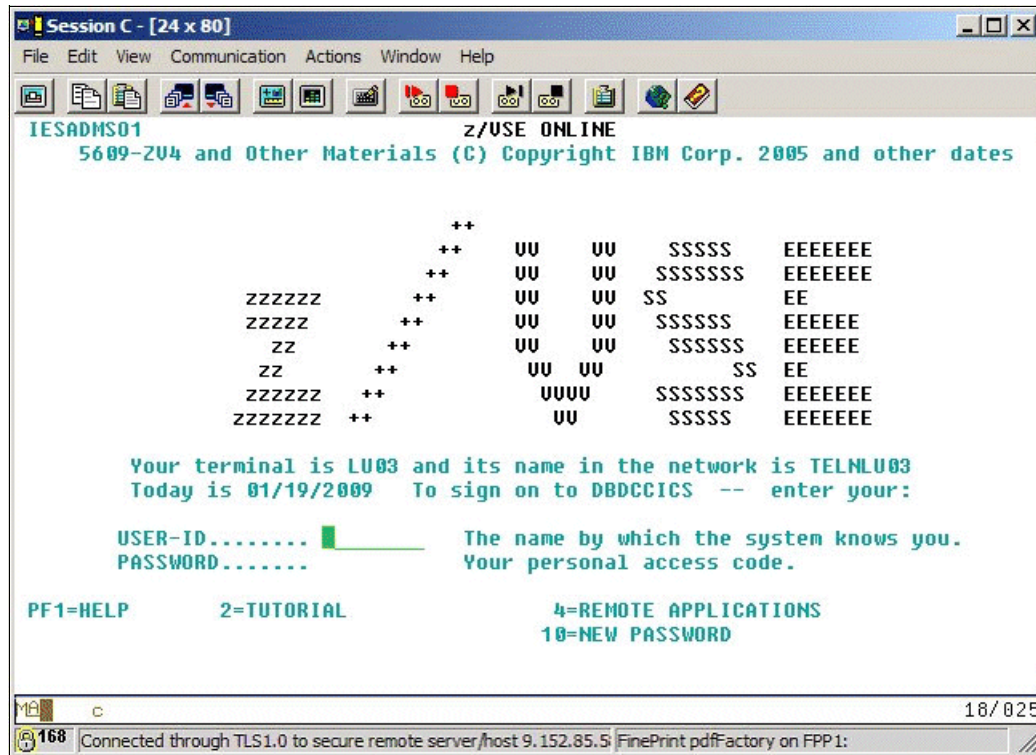 Session C - [24 x 80]
File Edit View Communication Actions Window Help
IESADMS01 z/VSE ONLINE
5609-ZV4 and Other Materials (C) Copyright IBM Corp. 2005 and other dates
++
++ VV VV SSSSS EEEEEEE
++ VV VV SSSSSSS EEEEEEE
zzzzzz ++ VV VV SS EE
zzzzz ++ VV VV SSSSSS EEEEEE
zz ++ VV VV SSSSSS EEEEEE
zz ++ VV VV SS EE
zzzzzz ++ VVVV SSSSSSS EEEEEEE
zzzzzzz ++ VV SSSSS EEEEEEE
Your terminal is LU03 and its name in the network is TELNLU03
Today is 01/19/2009 To sign on to DBDCCICS -- enter your:
USER-ID........ The name by which the system knows you.
PASSWORD....... Your personal access code.
PF1=HELP 2=TUTORIAL 4=REMOTE APPLICATIONS
10=NEW PASSWORD
MA c 18/025
168 Connected through TLS1.0 to secure remote server/host 9.152.85.5 FinePrint pdfFactory on FPP1: